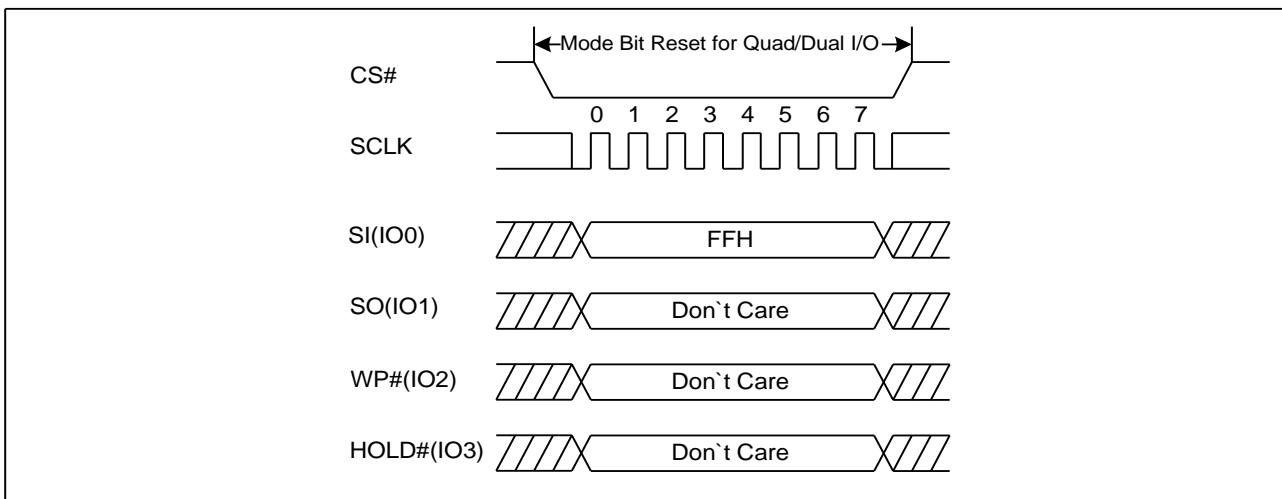 Mode Bit Reset for Quad/Dual I/O
CS#
0 1 2 3 4 5 6 7
SCLK
SI(IO0) FFH
SO(IO1) Don`t Care
WP#(IO2) Don`t Care
HOLD#(IO3) Don`t Care